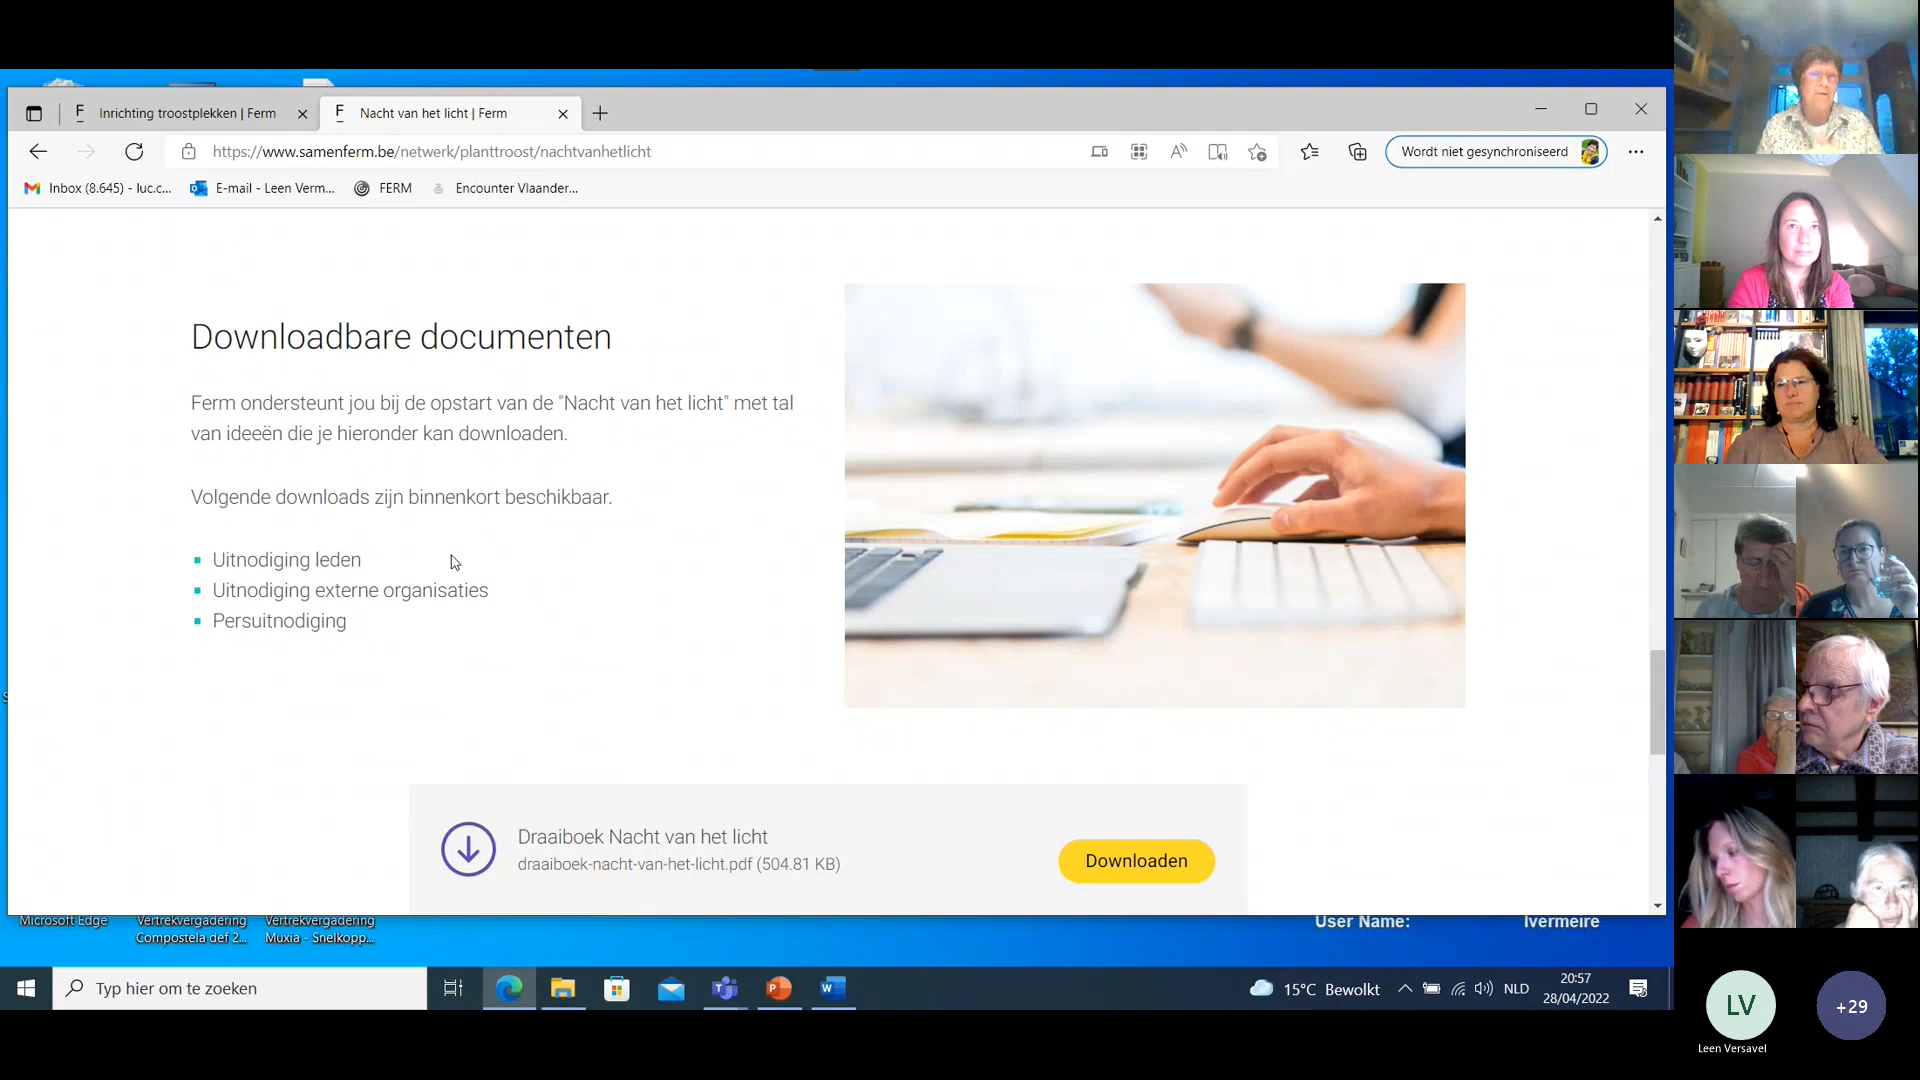 Inrichting troostplekken | Ferm
Nacht van het licht | Ferm
https://www.samenferm.be/netwerk/planttroost/nachtvanhetlicht
Wordt niet gesynchroniseerd
Inbox (8.645) - luc.c...
E-mail - Leen Verm...
FERM
Encounter Vlaander...
Downloadbare documenten
Ferm ondersteunt jou bij de opstart van de "Nacht van het licht" met tal
van ideeën die je hieronder kan downloaden.
Volgende downloads zijn binnenkort beschikbaar.
Uitnodiging leden
Uitnodiging externe organisaties
Persuitnodiging
Draaiboek Nacht van het licht
draaiboek-nacht-van-het-licht.pdf (504.81 KB)
Downloaden
Microsoft Edge
Vertrekvergadering
Compostela def 2...
Vertrekvergadering
Muxia - Snelkopp...
User Name:
lvermeire
Typ hier om te zoeken
15°C Bewolkt
NLD
20:57
28/04/2022
LV
Leen Versavel
+29